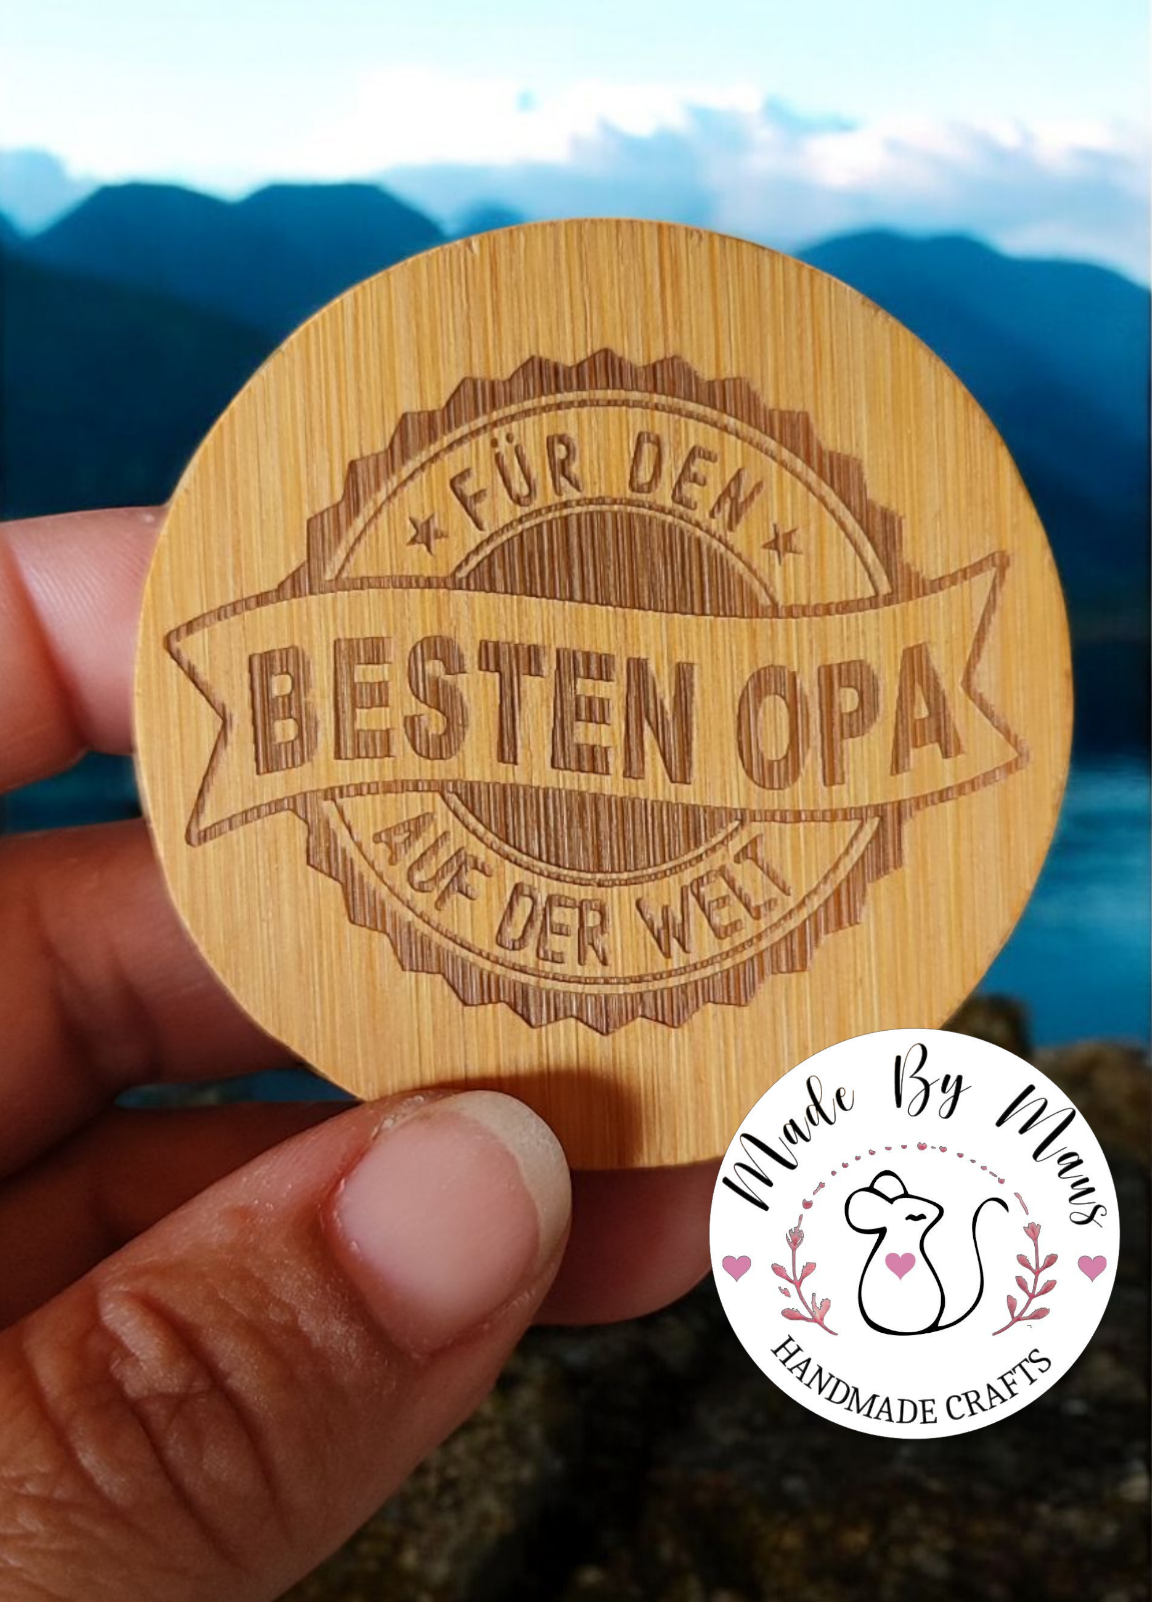 FÜR DEN
BESTEN OPA
AUF DER WELT
Made By Maus
HANDMADE CRAFTS